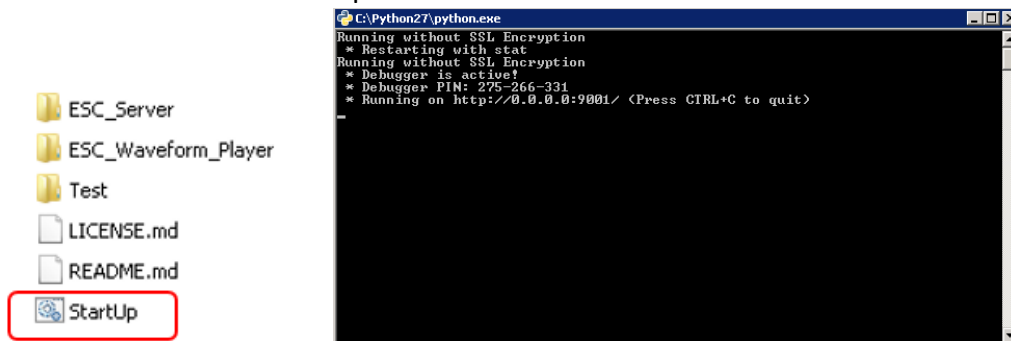 ESC_Server
ESC_Waveform_Player
Test
LICENSE.md
README.md
StartUp
C:\Python27\python.exe
Running without SSL Encryption
* Restarting with stat
Running without SSL Encryption
* Debugger is active!
* Debugger PIN: 275-266-331
* Running on http://0.0.0.0:9001/ (Press CTRL+C to quit)